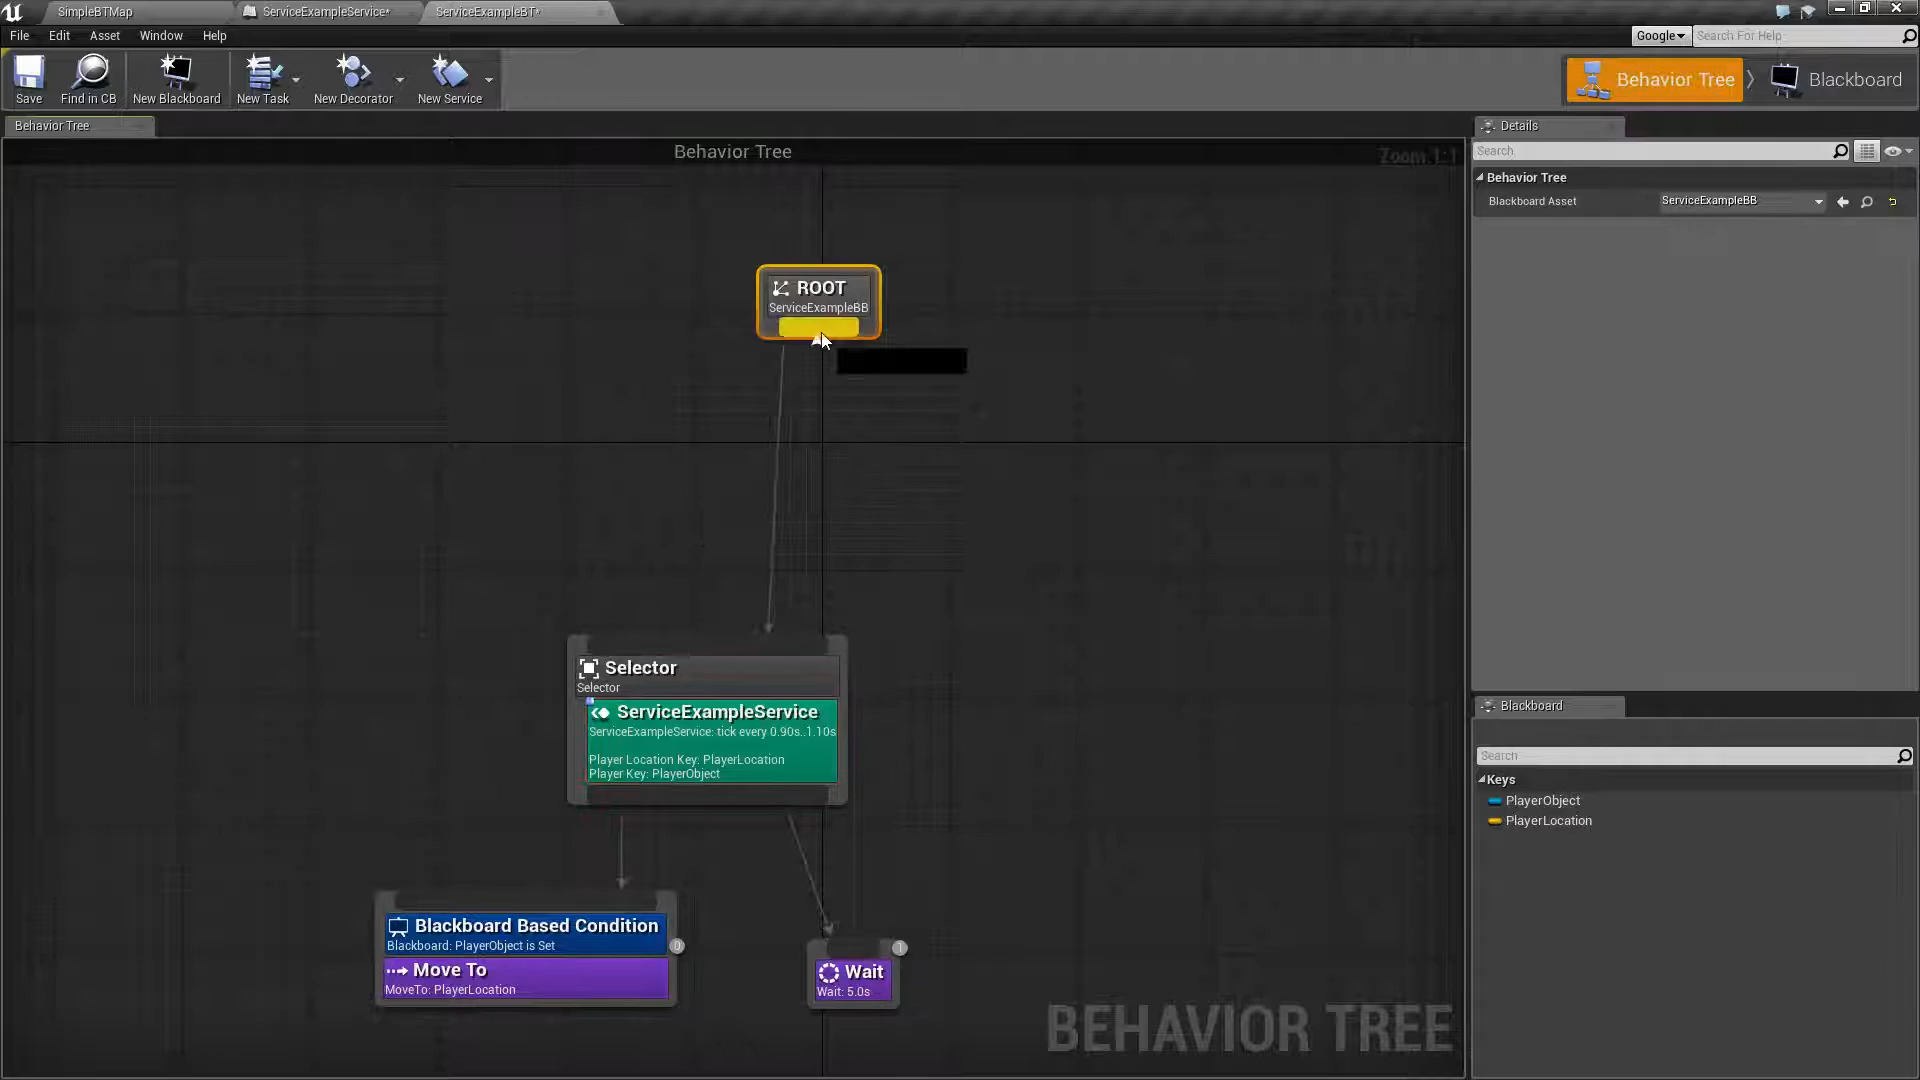 SimpleBTMap
ServiceExampleService*
ServiceExampleBT*
File Edit Asset Window Help
Google
Search For Help
Save
Find in CB
New Blackboard
New Task
New Decorator
New Service
Behavior Tree
Blackboard
Behavior Tree
Behavior Tree
Zoom 1:1
ROOT
ServiceExampleBB
Selector
Selector
ServiceExampleService
ServiceExampleService: tick every 0.90s..1.10s
Player Location Key: PlayerLocation
Player Key: PlayerObject
Blackboard Based Condition
Blackboard: PlayerObject is Set
0
Move To
MoveTo: PlayerLocation
1
Wait
Wait: 5.0s
BEHAVIOR TREE
Details
Search
Behavior Tree
Blackboard Asset
ServiceExampleBB
Blackboard
Search
Keys
PlayerObject
PlayerLocation